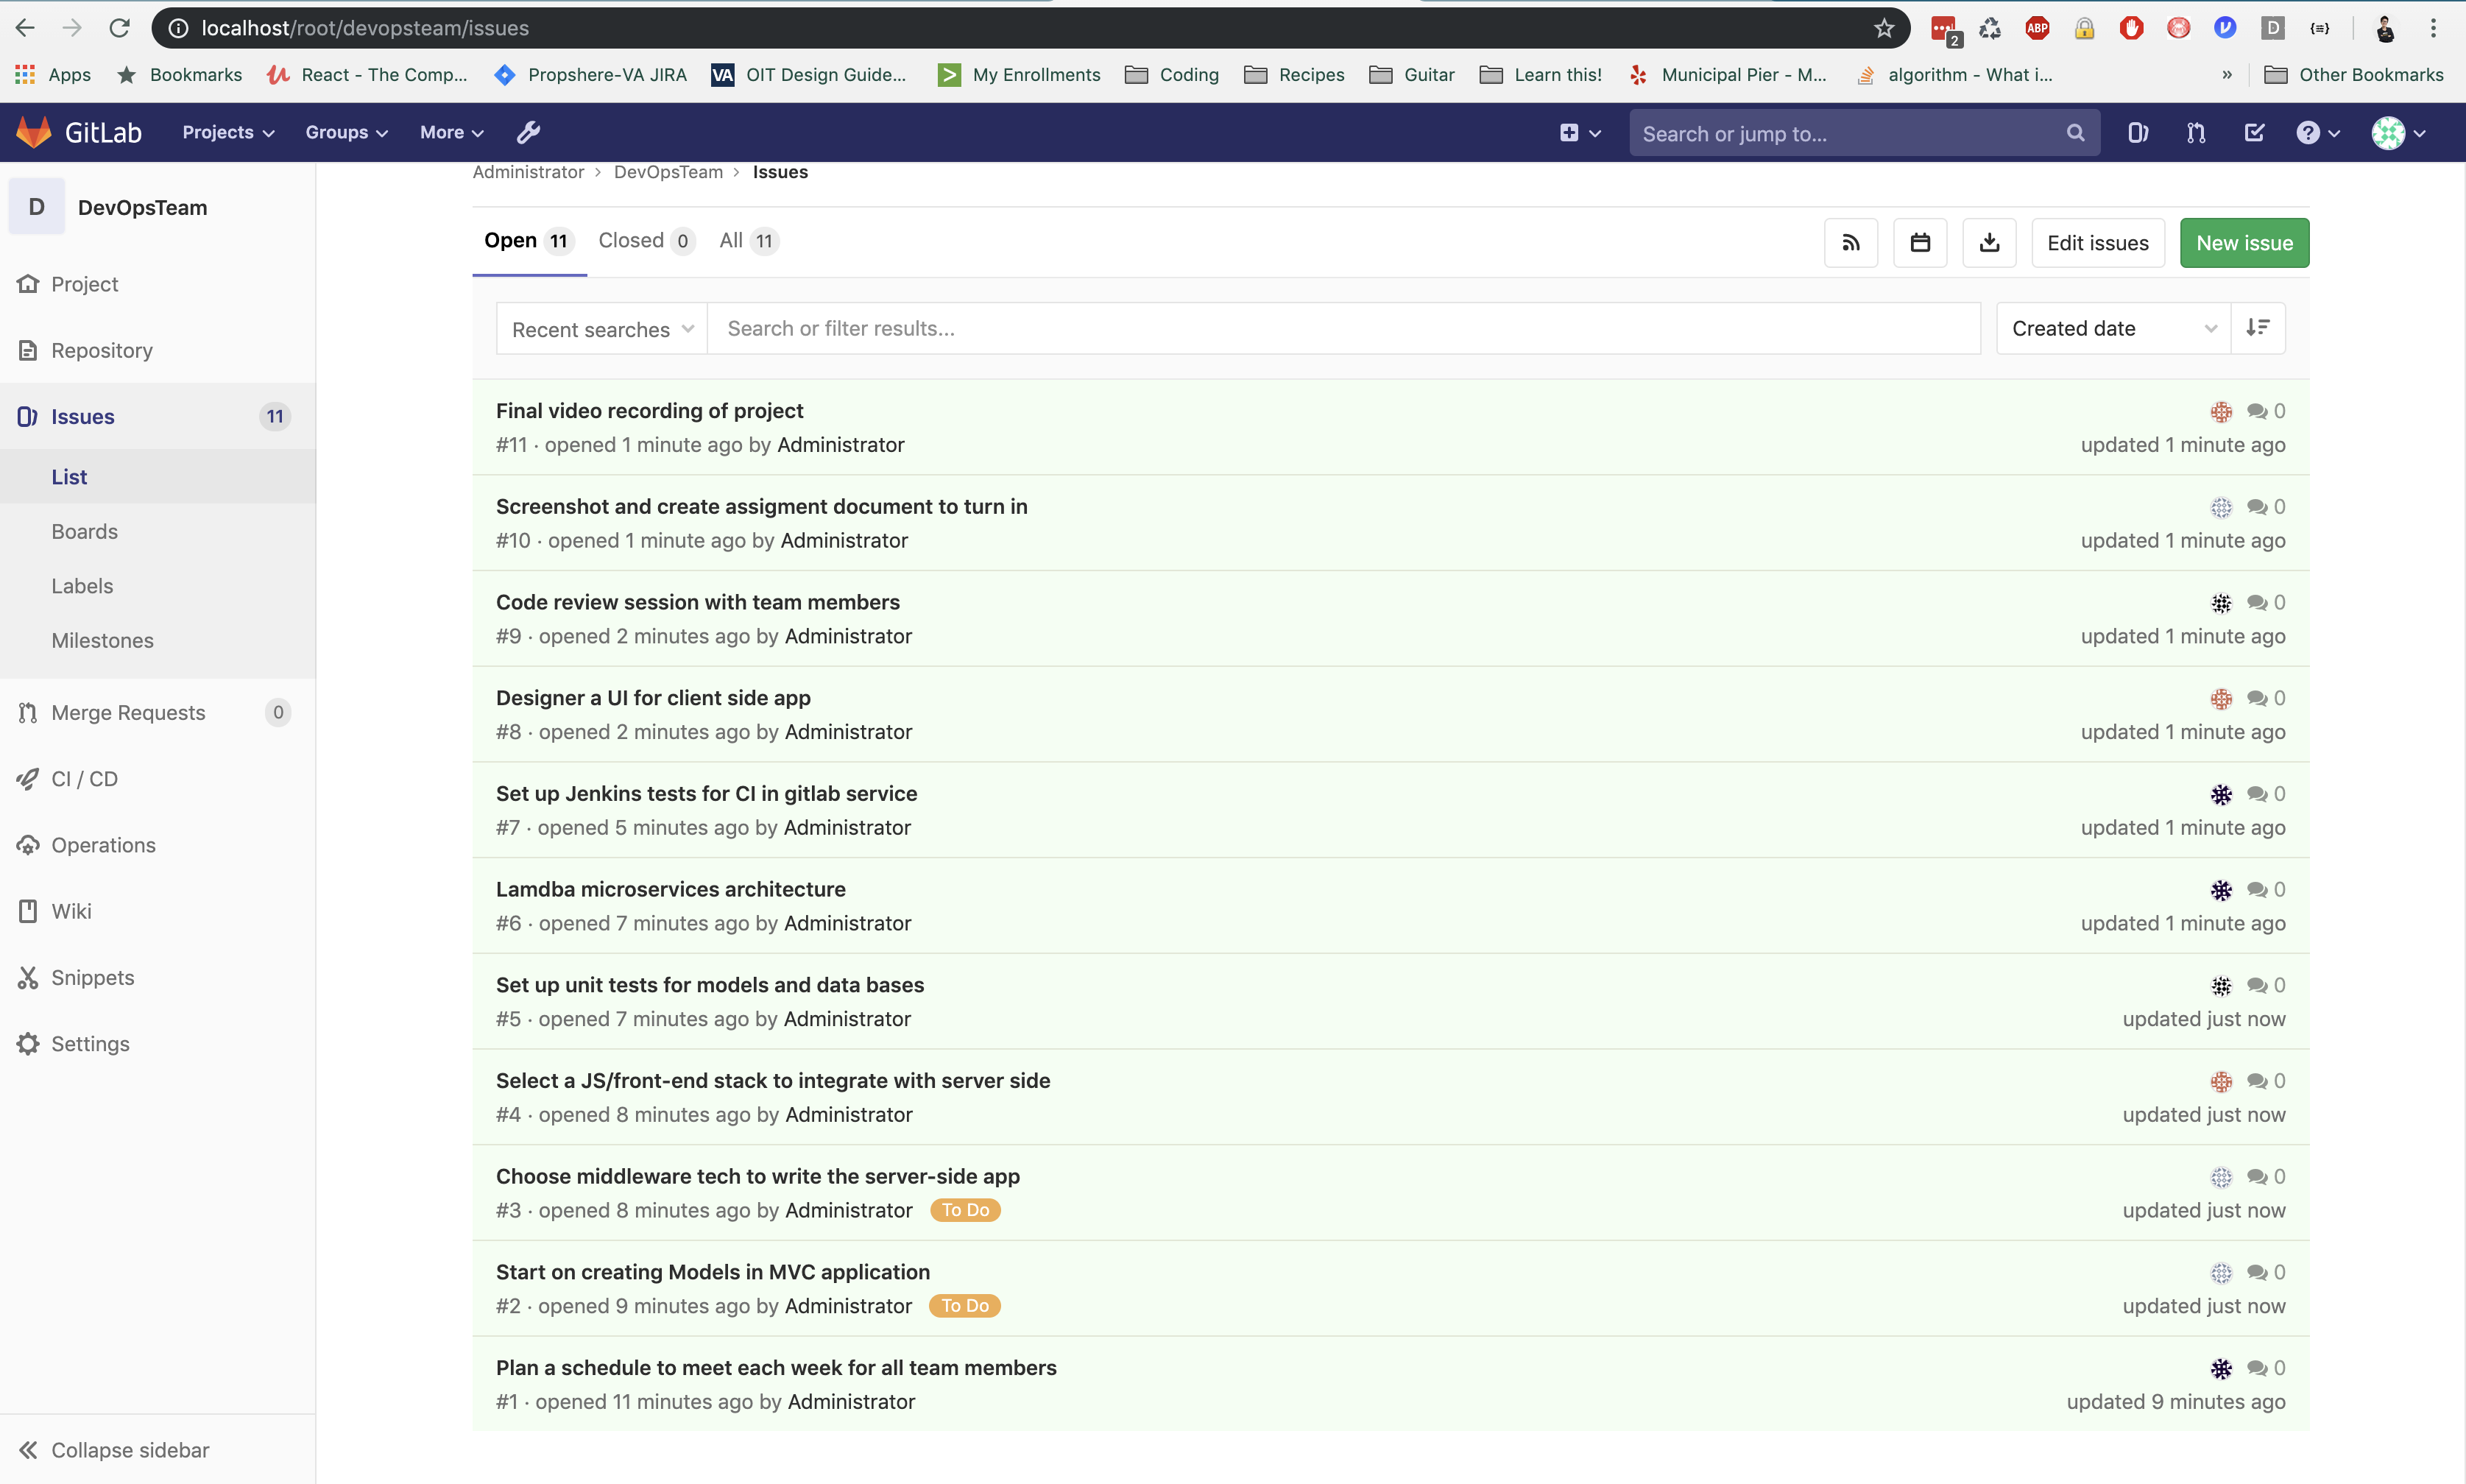 localhost/root/devopsteam/issues
2
ABP
D
Apps Bookmarks React - The Comp... Propshere-VA JIRA VA OIT Design Guide... My Enrollments Coding Recipes Guitar Learn this! Municipal Pier - M... algorithm - What i... » Other Bookmarks
GitLab Projects Groups More Search or jump to...
D DevOpsTeam
Project
Repository
Issues 11
List
Boards
Labels
Milestones
Merge Requests 0
CI / CD
Operations
Wiki
Snippets
Settings
Collapse sidebar
Administrator > DevOpsTeam > Issues
Open 11 Closed 0 All 11 Edit issues New issue
Recent searches Search or filter results... Created date
Final video recording of project 0
#11 · opened 1 minute ago by Administrator updated 1 minute ago
Screenshot and create assigment document to turn in 0
#10 · opened 1 minute ago by Administrator updated 1 minute ago
Code review session with team members 0
#9 · opened 2 minutes ago by Administrator updated 1 minute ago
Designer a UI for client side app 0
#8 · opened 2 minutes ago by Administrator updated 1 minute ago
Set up Jenkins tests for CI in gitlab service 0
#7 · opened 5 minutes ago by Administrator updated 1 minute ago
Lamdba microservices architecture 0
#6 · opened 7 minutes ago by Administrator updated 1 minute ago
Set up unit tests for models and data bases 0
#5 · opened 7 minutes ago by Administrator updated just now
Select a JS/front-end stack to integrate with server side 0
#4 · opened 8 minutes ago by Administrator updated just now
Choose middleware tech to write the server-side app 0
#3 · opened 8 minutes ago by Administrator To Do updated just now
Start on creating Models in MVC application 0
#2 · opened 9 minutes ago by Administrator To Do updated just now
Plan a schedule to meet each week for all team members 0
#1 · opened 11 minutes ago by Administrator updated 9 minutes ago